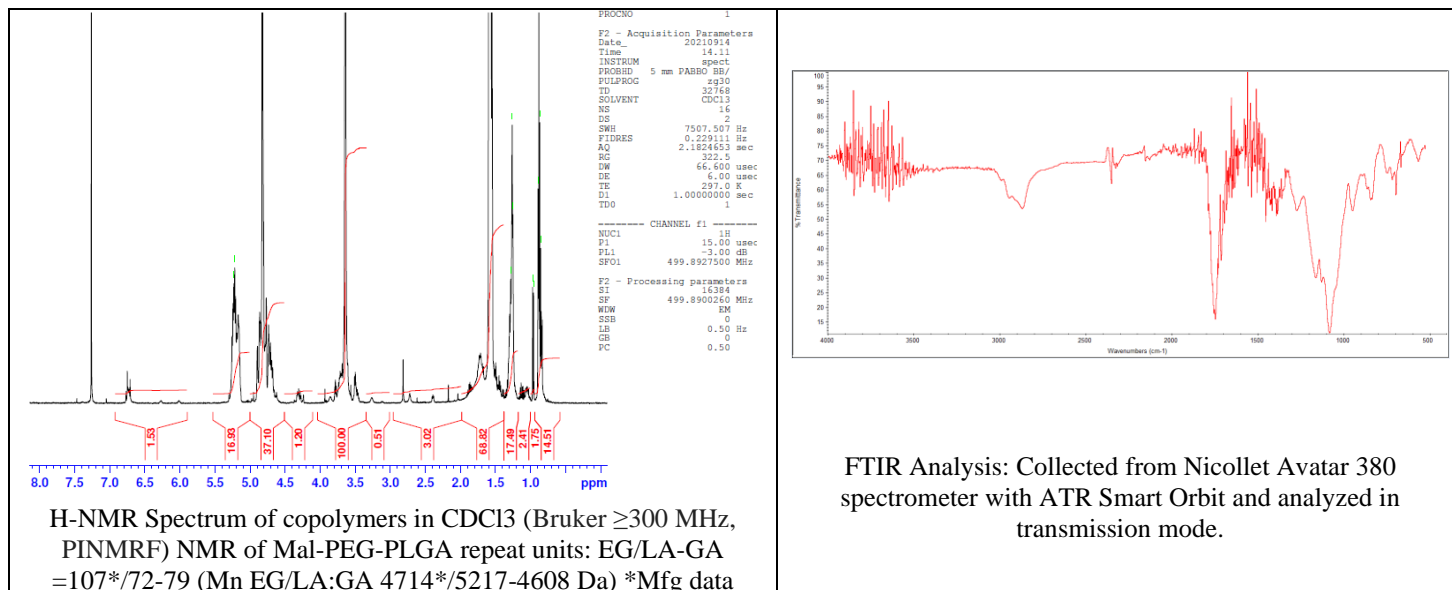 PROCNO 1
F2 - Acquisition Parameters
Date_ 20210914
Time 14.11
INSTRUM spect
PROBHD 5 mm PABBO BB/
PULPROG zg30
TD 32768
SOLVENT CDCl3
NS 16
DS 2
SWH 7507.507 Hz
FIDRES 0.229111 Hz
AQ 2.1824653 sec
RG 322.5
DW 66.600 usec
DE 6.00 usec
TE 297.0 K
D1 1.00000000 sec
TD0 1
======== CHANNEL f1 ========
NUC1 1H
P1 15.00 usec
PL1 -3.00 dB
SFO1 499.8927500 MHz
F2 - Processing parameters
SI 16384
SF 499.8900260 MHz
WDW EM
SSB 0
LB 0.50 Hz
GB 0
PC 0.50
1.53 16.93 37.10 1.20 100.00 0.51 3.02 68.82 17.49 2.41 1.75 14.51
8.0 7.5 7.0 6.5 6.0 5.5 5.0 4.5 4.0 3.5 3.0 2.5 2.0 1.5 1.0 ppm
H-NMR Spectrum of copolymers in CDCl3 (Bruker ≥300 MHz,
PINMRF) NMR of Mal-PEG-PLGA repeat units: EG/LA-GA
=107*/72-79 (Mn EG/LA:GA 4714*/5217-4608 Da) *Mfg data
100
95
90
85
80
75
70
65
60
55
50
45
40
35
30
25
20
15
% Transmittance
4000 3500 3000 2500 2000 1500 1000 500
Wavenumbers (cm-1)
FTIR Analysis: Collected from Nicollet Avatar 380
spectrometer with ATR Smart Orbit and analyzed in
transmission mode.